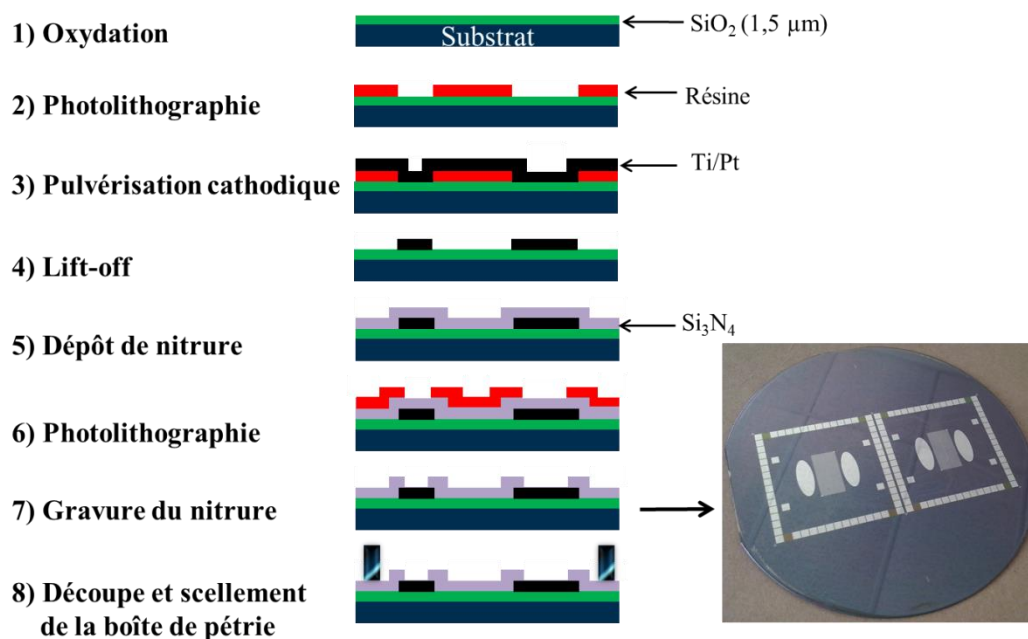 1) Oxydation
Substrat
SiO₂ (1,5 µm)
2) Photolithographie
Résine
3) Pulvérisation cathodique
Ti/Pt
4) Lift-off
5) Dépôt de nitrure
Si₃N₄
6) Photolithographie
7) Gravure du nitrure
8) Découpe et scellement
de la boîte de pétrie